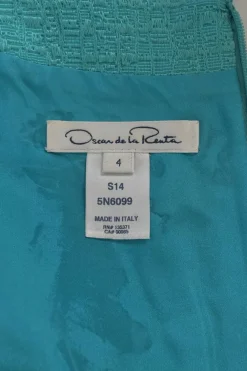 Oscar de la Renta
4
S14
5N6099
MADE IN ITALY